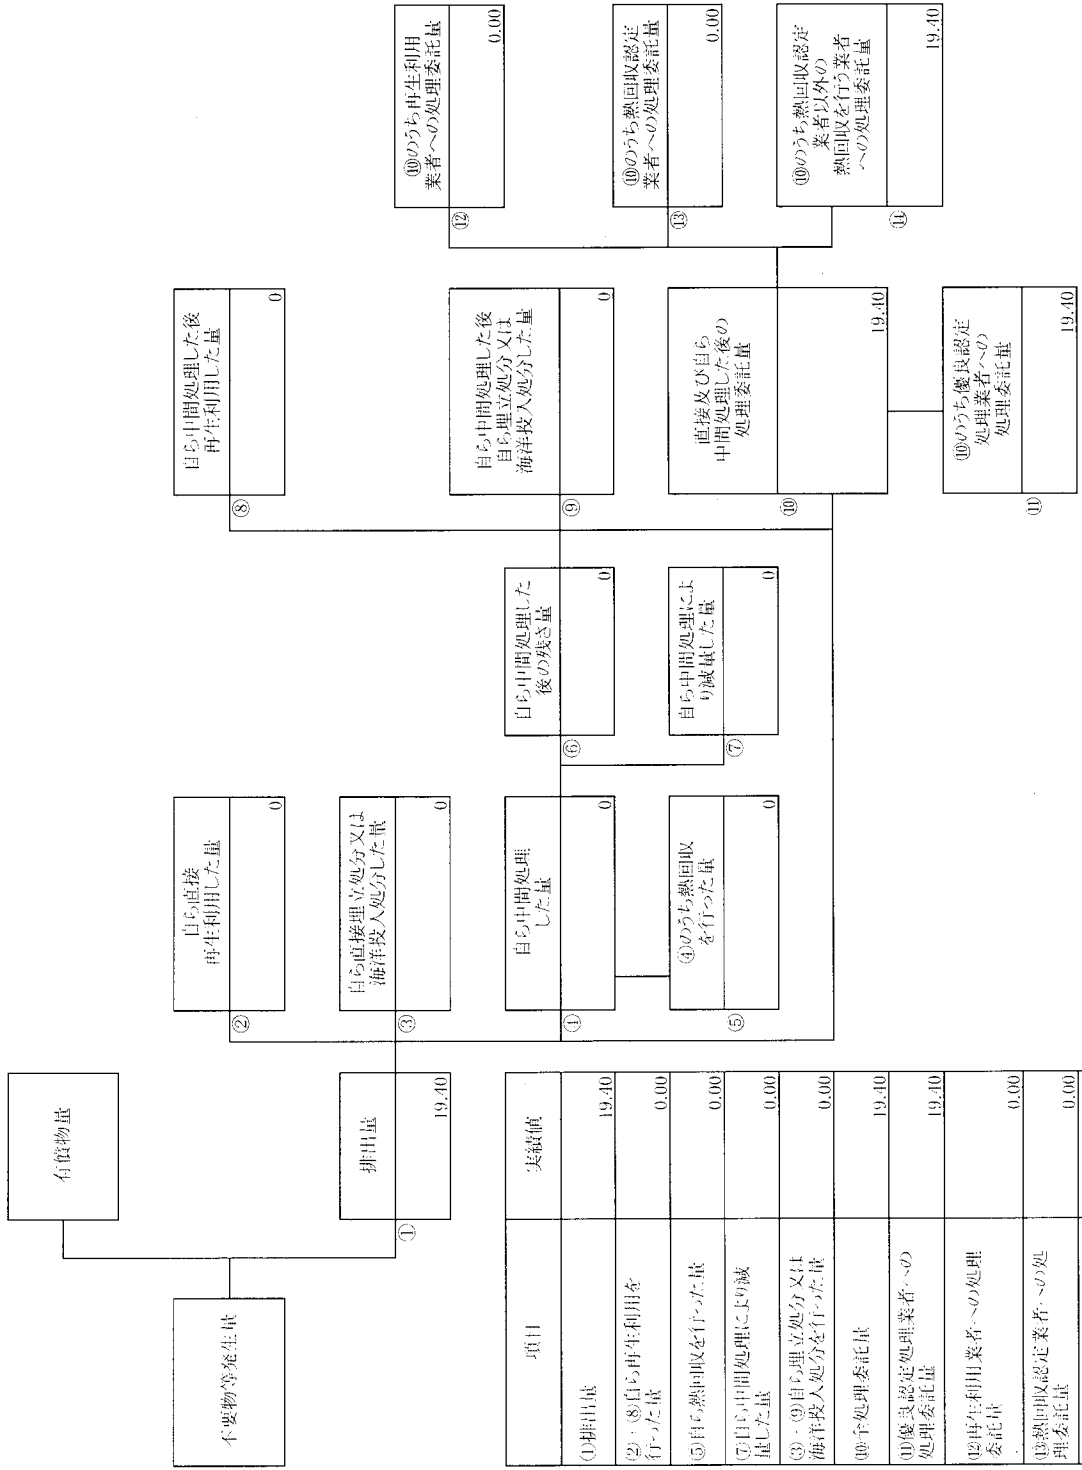 有償物量
不要物等発生量
①
排出量
19.40
②
自ら直接
再生利用した量
0
③
自ら直接埋立処分又は
海洋投入処分した量
0
④
自ら中間処理
した量
0
⑤
④のうち熱回収
を行った量
0
⑥
自ら中間処理した
後の残さ量
0
⑦
自ら中間処理によ
り減量した量
0
⑧
自ら中間処理した後
再生利用した量
0
⑨
自ら中間処理した後
自ら埋立処分又は
海洋投入処分した量
0
⑩
直接及び自ら
中間処理した後の
処理委託量
19.40
⑪
⑩のうち優良認定
処理業者への
処理委託量
19.40
⑫
⑩のうち再生利用
業者への処理委託量
0.00
⑬
⑩のうち熱回収認定
業者への処理委託量
0.00
⑭
⑩のうち熱回収認定
業者以外の
熱回収を行う業者
への処理委託量
19.40
項目
実績値
①排出量
19.40
②・⑧自ら再生利用を
行った量
0.00
⑤自ら熱回収を行った量
0.00
⑦自ら中間処理により減
量した量
0.00
③・⑨自ら埋立処分又は
海洋投入処分を行った量
0.00
⑩全処理委託量
19.40
⑪優良認定処理業者への
処理委託量
19.40
⑫再生利用業者への処理
委託量
0.00
⑬熱回収認定業者への処
理委託量
0.00